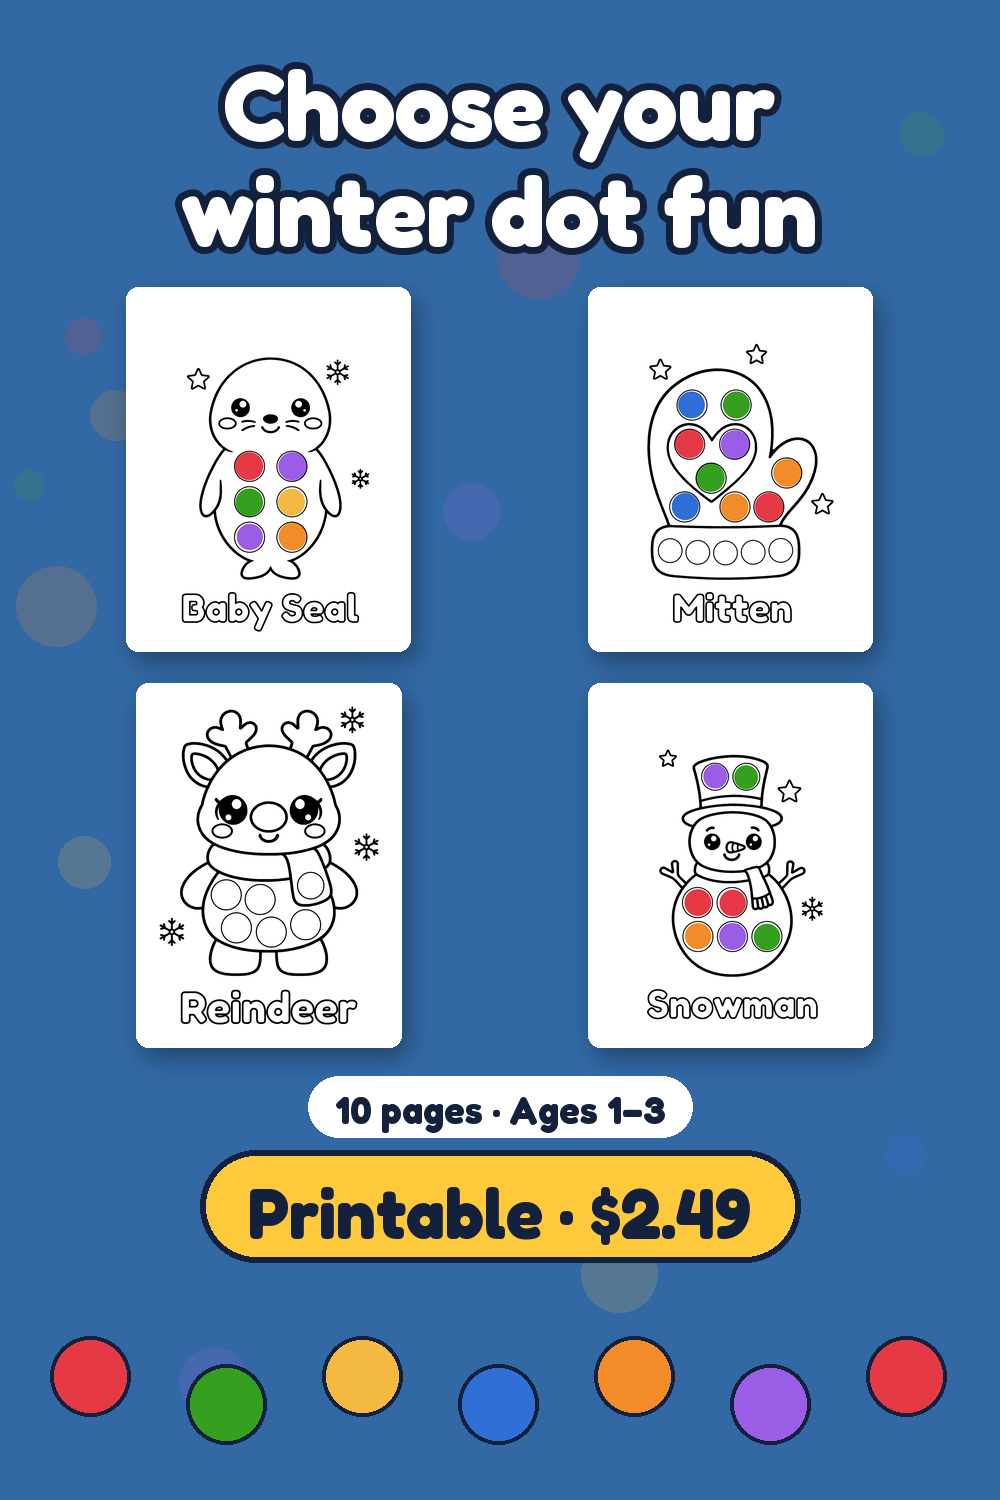 Choose your
winter dot fun
Baby Seal
Mitten
Reindeer
Snowman
10 pages · Ages 1–3
Printable · $2.49